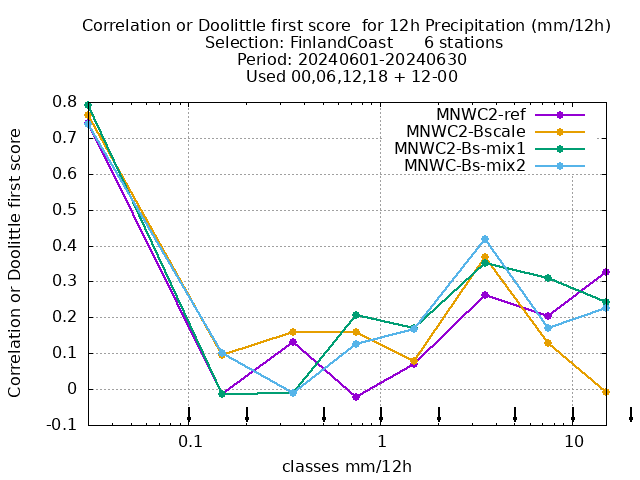 Correlation or Doolittle first score  for 12h Precipitation (mm/12h)
Selection: FinlandCoast      6 stations
Period: 20240601-20240630
Used 00,06,12,18 + 12-00
MNWC2-ref
MNWC2-Bscale
MNWC2-Bs-mix1
MNWC-Bs-mix2
Correlation or Doolittle first score
0.8
0.7
0.6
0.5
0.4
0.3
0.2
0.1
0
-0.1
0.1
1
10
classes mm/12h